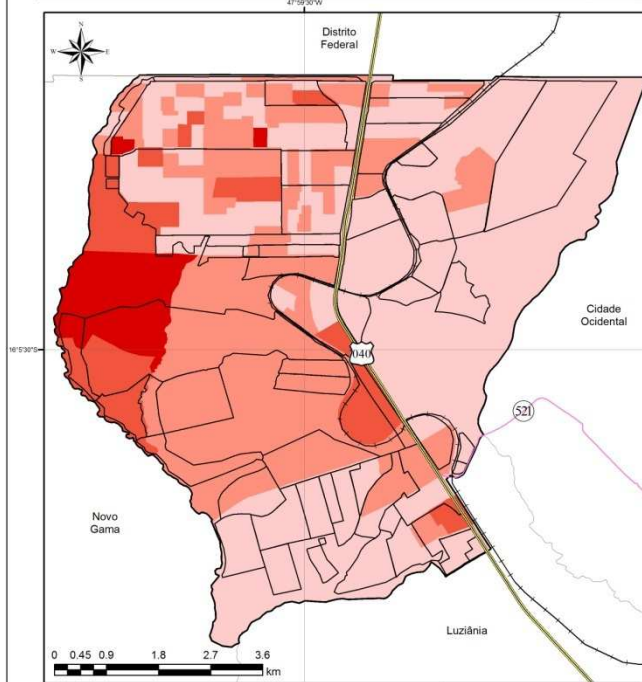 47°59'30"W
Distrito
Federal
N
W E
S
Cidade
Ocidental
16°5'30"S
040
521
Novo
Gama
Luziânia
0 0.45 0.9 1.8 2.7 3.6
km